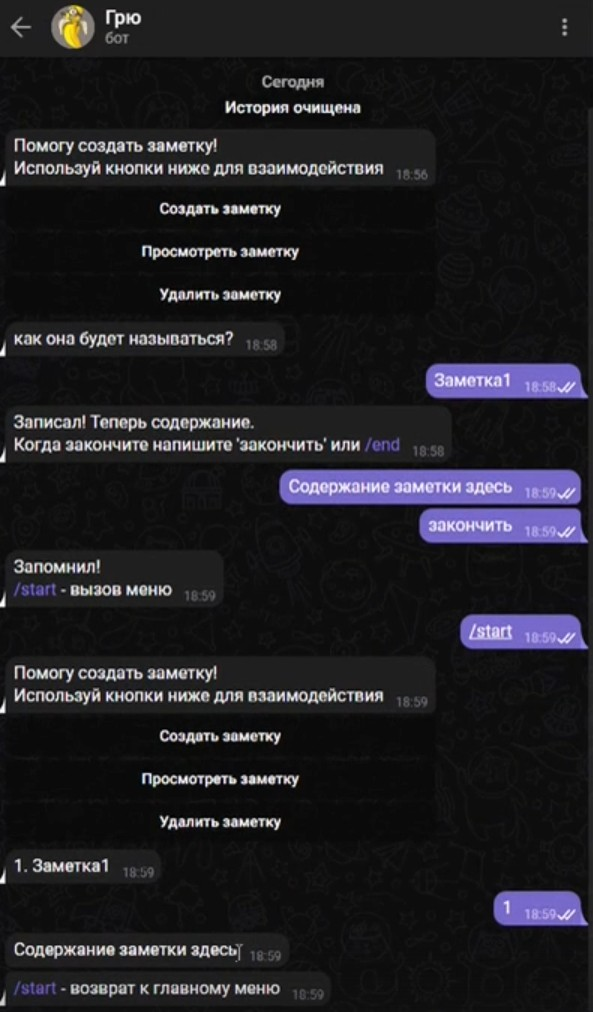 Грю
бот
Сегодня
История очищена
Помогу создать заметку!
Используй кнопки ниже для взаимодействия 18:56
Создать заметку
Просмотреть заметку
Удалить заметку
как она будет называться? 18:58
Заметка1 18:58
Записал! Теперь содержание.
Когда закончите напишите 'закончить' или /end 18:58
Содержание заметки здесь 18:59
закончить 18:59
Запомнил!
/start - вызов меню 18:59
/start 18:59
Помогу создать заметку!
Используй кнопки ниже для взаимодействия 18:59
Создать заметку
Просмотреть заметку
Удалить заметку
1. Заметка1 18:59
1 18:59
Содержание заметки здесь 18:59
/start - возврат к главному меню 18:59